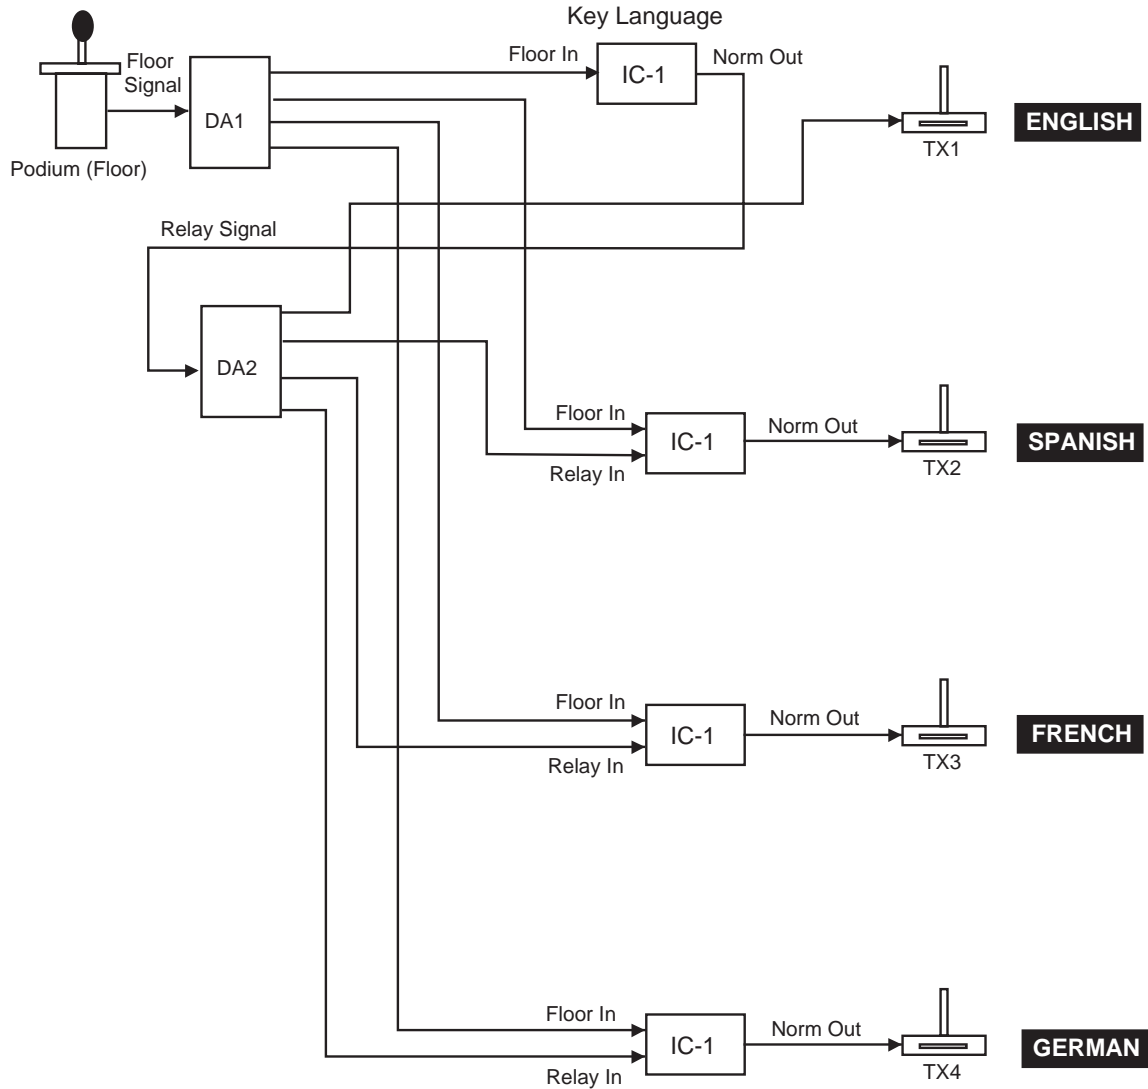 Key Language
Floor
Signal
Floor In
IC-1
Norm Out
DA1
TX1
ENGLISH
Podium (Floor)
Relay Signal
DA2
Floor In
Relay In
IC-1
Norm Out
TX2
SPANISH
Floor In
Relay In
IC-1
Norm Out
TX3
FRENCH
Floor In
Relay In
IC-1
Norm Out
TX4
GERMAN